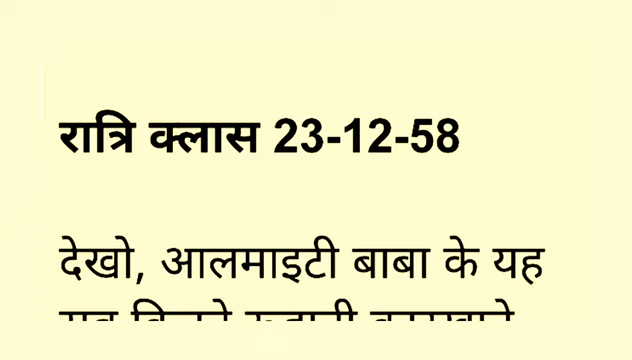 रात्रि क्लास 23-12-58
देखो, आलमाइटी बाबा के यह